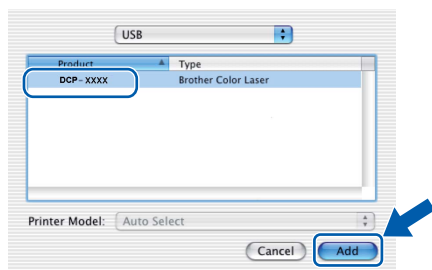 USB
Product Type
DCP-XXXX Brother Color Laser
Printer Model: Auto Select
Cancel Add